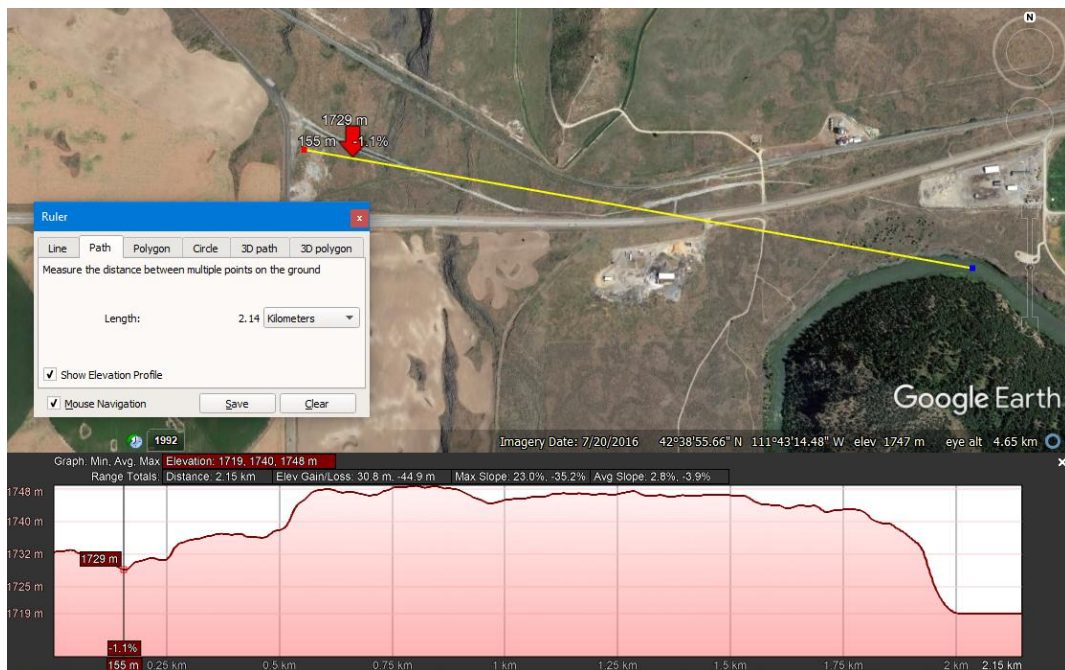 N
1729 m
155 m -1.1%
Ruler
x
Line Path Polygon Circle 3D path 3D polygon
Measure the distance between multiple points on the ground
Length: 2.14 Kilometers
Show Elevation Profile
Mouse Navigation Save Clear
Google Earth
1992
Imagery Date: 7/20/2016 42°38'55.66" N 111°43'14.48" W elev 1747 m eye alt 4.65 km
Graph: Min, Avg, Max Elevation: 1719, 1740, 1748 m
Range Totals: Distance: 2.15 km Elev Gain/Loss: 30.8 m, -44.9 m Max Slope: 23.0%, -35.2% Avg Slope: 2.8%, -3.9%
1748 m
1740 m
1732 m
1729 m
1725 m
1719 m
-1.1%
155 m 0.25 km 0.5 km 0.75 km 1 km 1.25 km 1.5 km 1.75 km 2 km 2.15 km